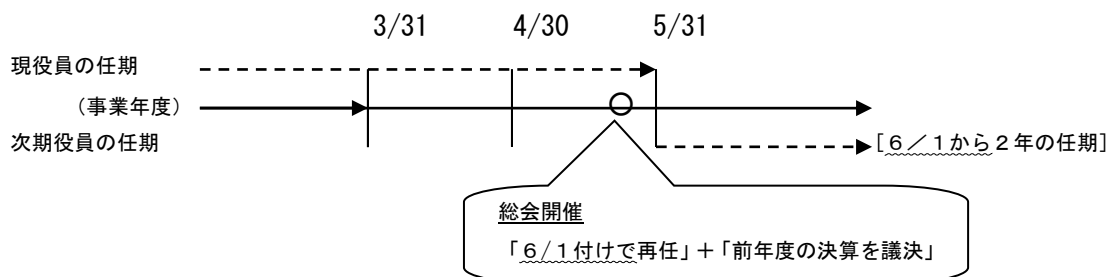 3/31 4/30 5/31
現役員の任期
(事業年度)
次期役員の任期 [6/1から2年の任期]
総会開催
「6/1付けで再任」+「前年度の決算を議決」